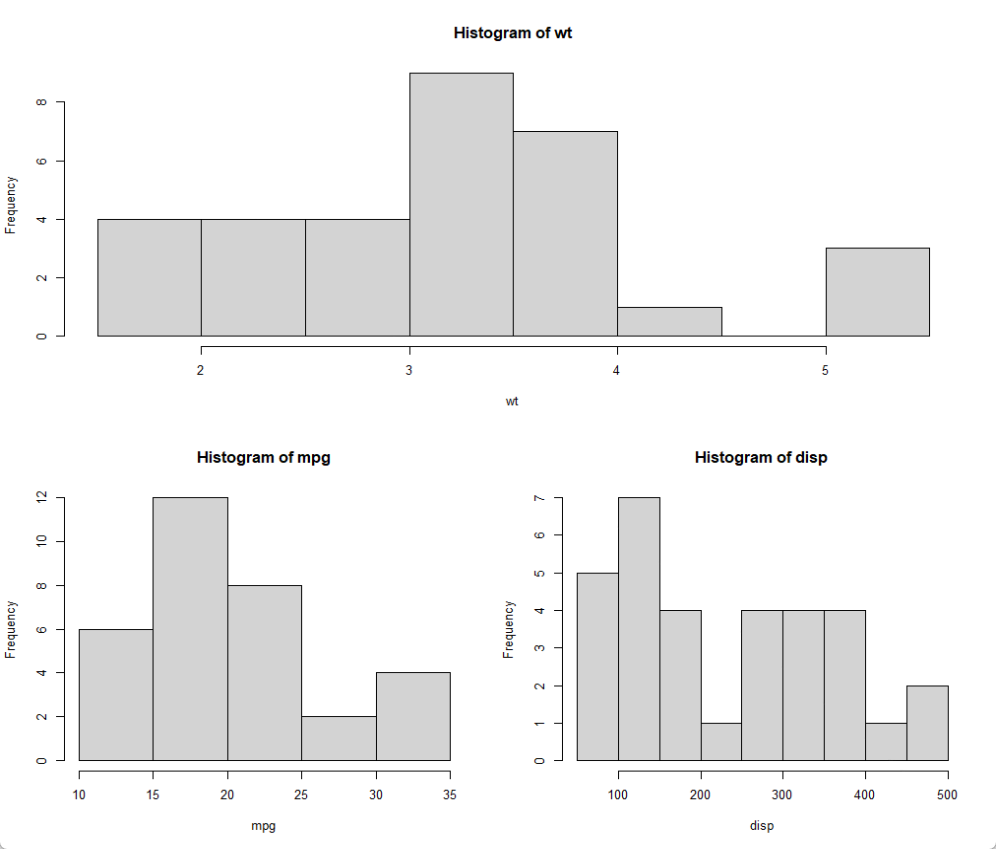 Histogram of wt
Frequency
0 2 4 6 8
2 3 4 5
wt
Histogram of mpg
Frequency
0 2 4 6 8 10 12
10 15 20 25 30 35
mpg
Histogram of disp
Frequency
0 1 2 3 4 5 6 7
100 200 300 400 500
disp